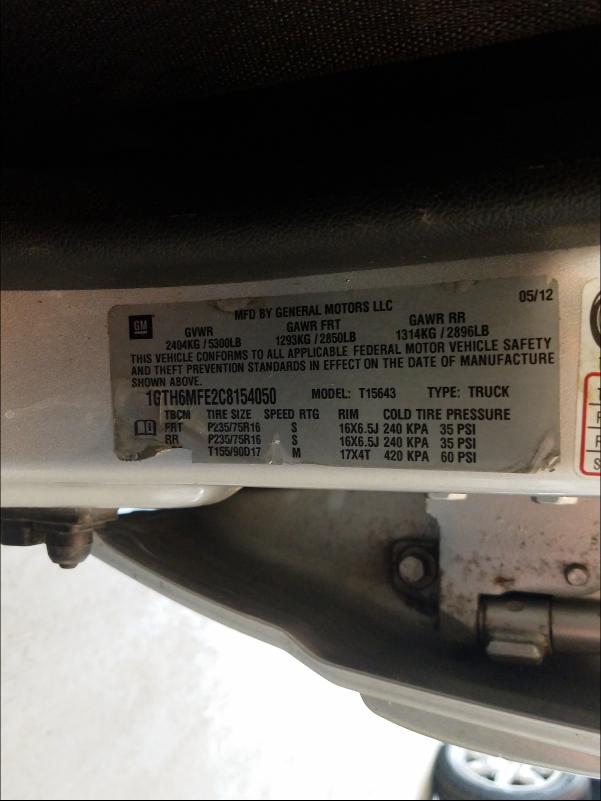 MFD BY GENERAL MOTORS LLC 05/12
GM
GVWR GAWR FRT GAWR RR
2404KG / 5300LB 1293KG / 2850LB 1314KG / 2896LB
THIS VEHICLE CONFORMS TO ALL APPLICABLE FEDERAL MOTOR VEHICLE SAFETY
AND THEFT PREVENTION STANDARDS IN EFFECT ON THE DATE OF MANUFACTURE
SHOWN ABOVE.
1GTH6MFE2C8154050 MODEL: T15643 TYPE: TRUCK
TBCM TIRE SIZE SPEED RTG RIM COLD TIRE PRESSURE
FRT P235/75R16 S 16X6.5J 240 KPA 35 PSI
RR P235/75R16 S 16X6.5J 240 KPA 35 PSI
T155/90D17 M 17X4T 420 KPA 60 PSI